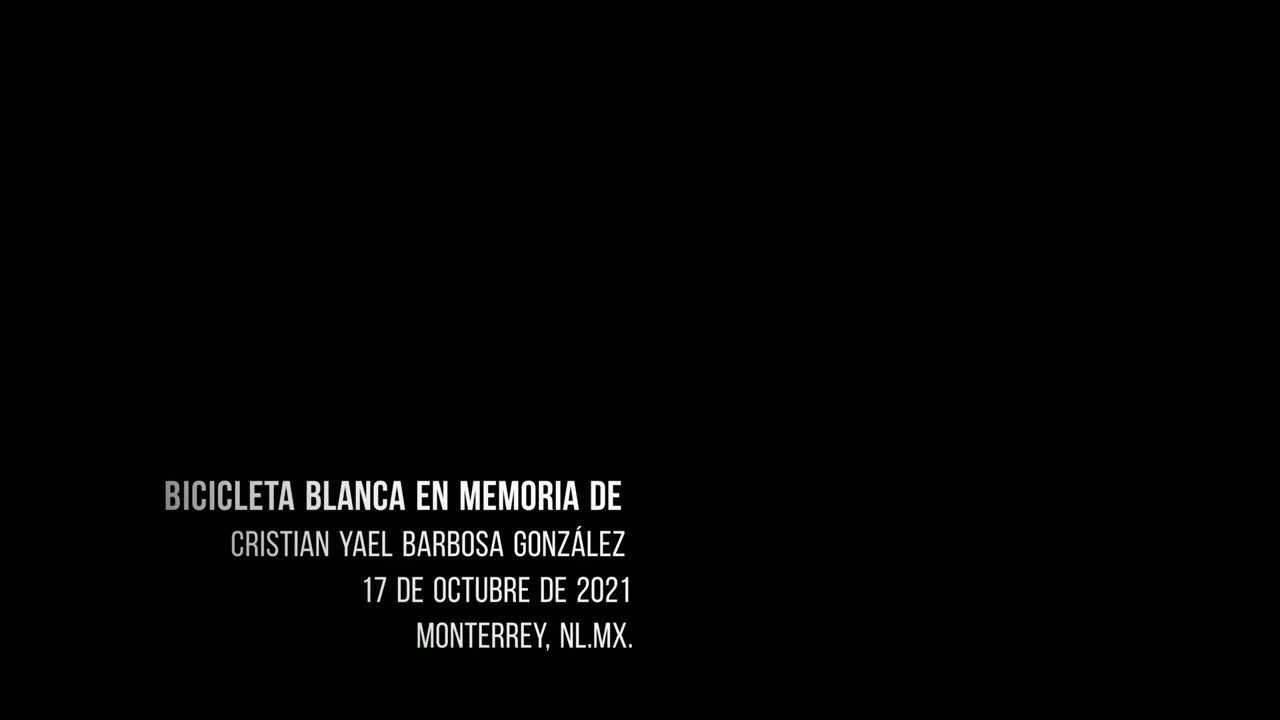 BICICLETA BLANCA EN MEMORIA DE
CRISTIAN YAEL BARBOSA GONZÁLEZ
17 DE OCTUBRE DE 2021
MONTERREY, NL.MX.